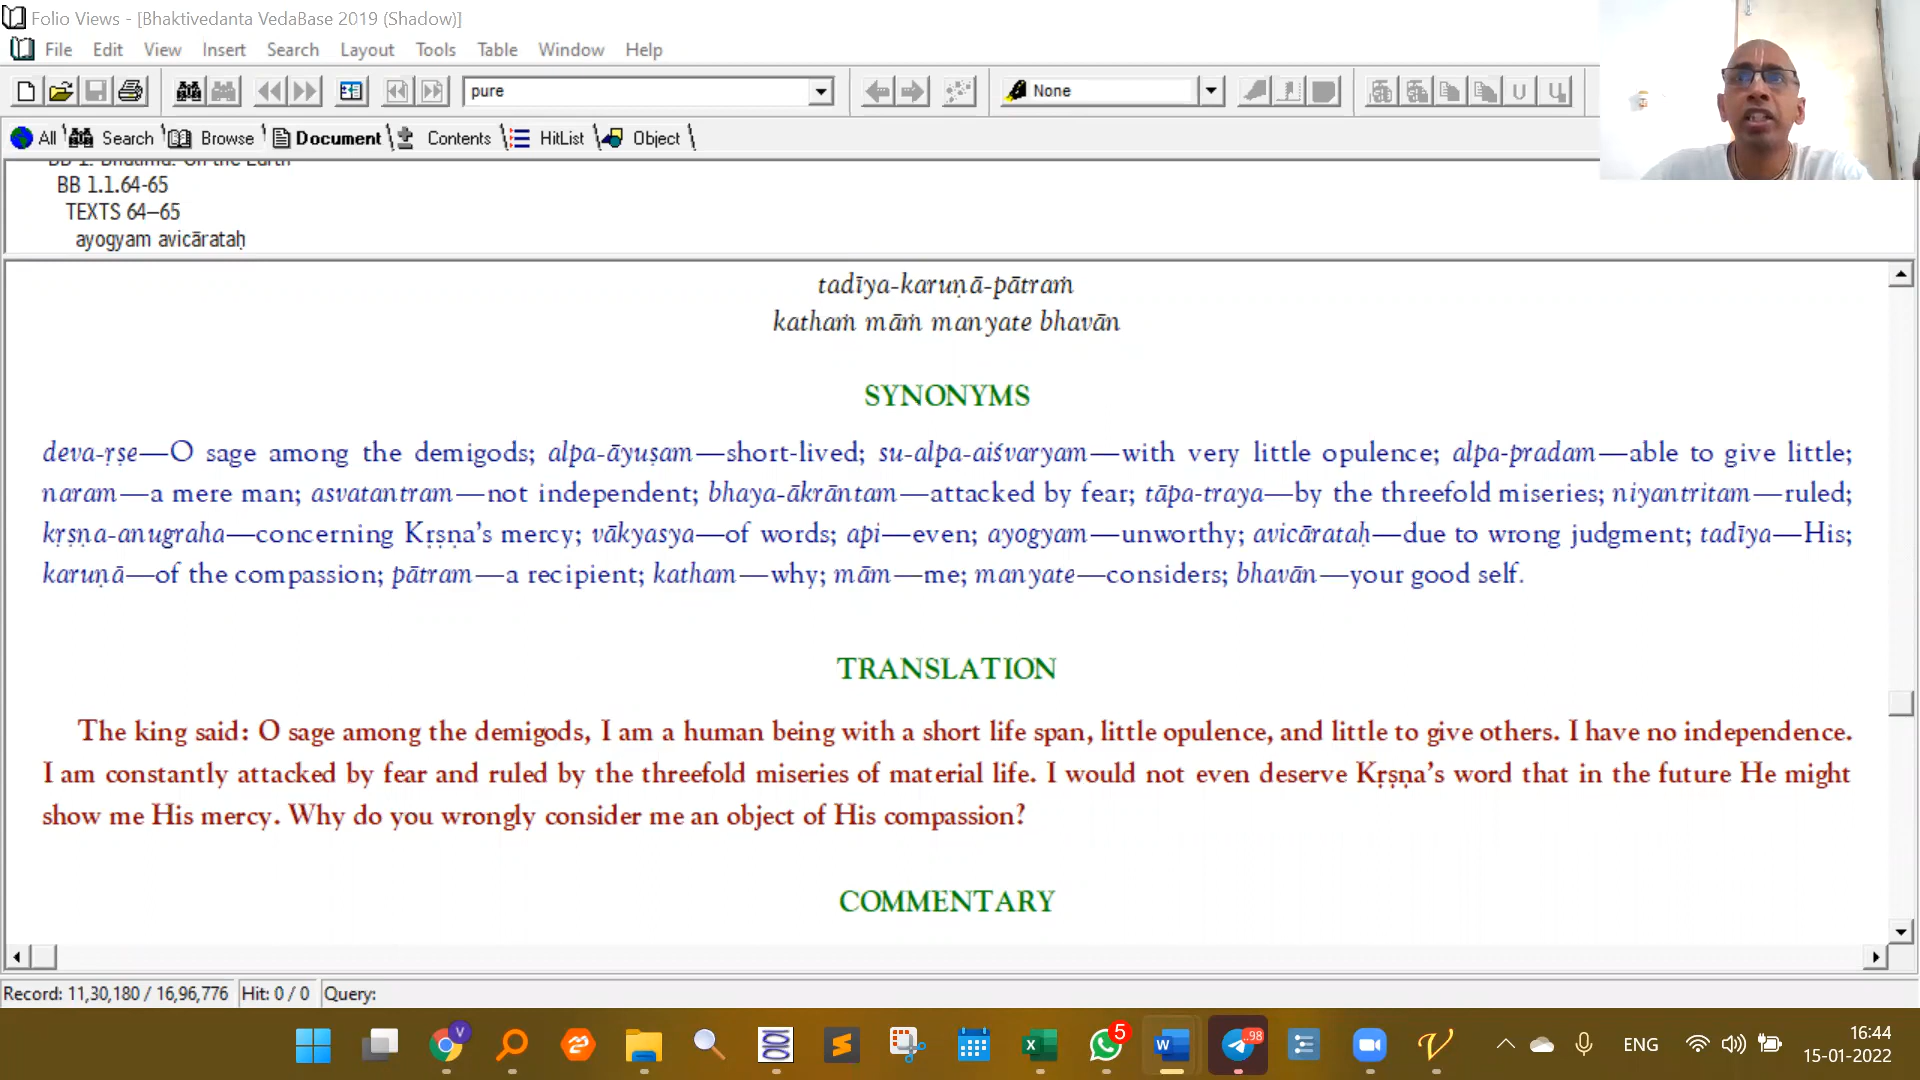 Folio Views - [Bhaktivedanta VedaBase 2019 (Shadow)]
File Edit View Insert Search Layout Tools Table Window Help
pure None
All Search Browse Document Contents HitList Object
BB 1: Bhauma: On the Earth
BB 1.1.64-65
TEXTS 64–65
ayogyam avicārataḥ
tadīya-karuṇā-pātraṁ
kathaṁ māṁ manyate bhavān
SYNONYMS
deva-ṛṣe—O sage among the demigods; alpa-āyuṣam—short-lived; su-alpa-aiśvaryam—with very little opulence; alpa-pradam—able to give little;
naram—a mere man; asvatantram—not independent; bhaya-ākrāntam—attacked by fear; tāpa-traya—by the threefold miseries; niyantritam—ruled;
kṛṣṇa-anugraha—concerning Kṛṣṇa's mercy; vākyasya—of words; api—even; ayogyam—unworthy; avicārataḥ—due to wrong judgment; tadīya—His;
karuṇā—of the compassion; pātram—a recipient; katham—why; mām—me; manyate—considers; bhavān—your good self.
TRANSLATION
The king said: O sage among the demigods, I am a human being with a short life span, little opulence, and little to give others. I have no independence.
I am constantly attacked by fear and ruled by the threefold miseries of material life. I would not even deserve Kṛṣṇa's word that in the future He might
show me His mercy. Why do you wrongly consider me an object of His compassion?
COMMENTARY
Record: 11,30,180 / 16,96,776 Hit: 0 / 0 Query:
V 5 .98
ENG 16:44
15-01-2022